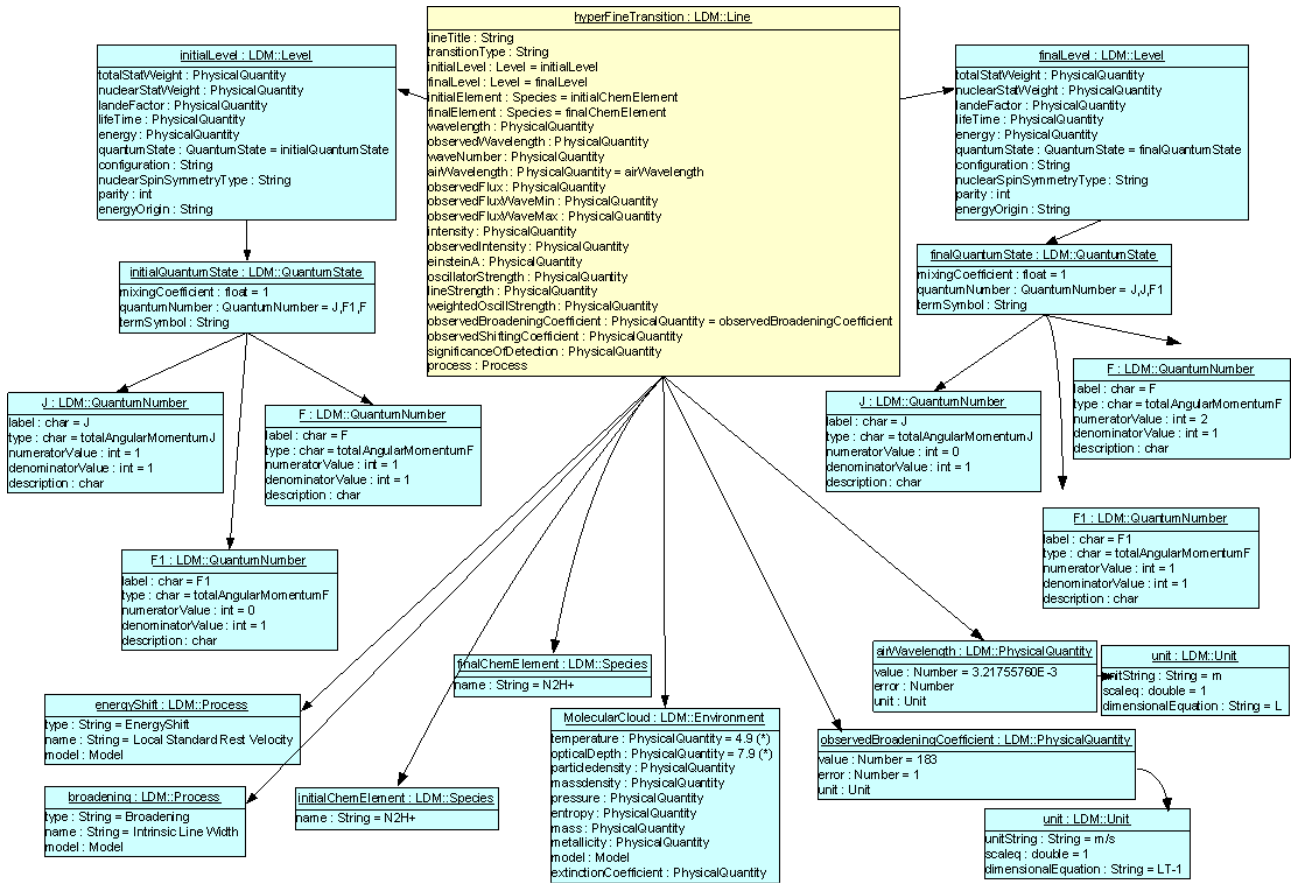 hyperFineTransition : LDM::Line
lineTitle : String
transitionType : String
initialLevel : Level = initialLevel
finalLevel : Level = finalLevel
initialElement : Species = initialChemElement
finalElement : Species = finalChemElement
wavelength : PhysicalQuantity
observedWavelength : PhysicalQuantity
waveNumber : PhysicalQuantity
airWavelength : PhysicalQuantity = airWavelength
observedFlux : PhysicalQuantity
observedFluxWaveMin : PhysicalQuantity
observedFluxWaveMax : PhysicalQuantity
intensity : PhysicalQuantity
observedIntensity : PhysicalQuantity
einsteinA : PhysicalQuantity
oscillatorStrength : PhysicalQuantity
lineStrength : PhysicalQuantity
weightedOscillStrength : PhysicalQuantity
observedBroadeningCoefficient : PhysicalQuantity = observedBroadeningCoefficient
observedShiftingCoefficient : PhysicalQuantity
significanceOfDetection : PhysicalQuantity
process : Process
initialLevel : LDM::Level
totalStatWeight : PhysicalQuantity
nuclearStatWeight : PhysicalQuantity
landeFactor : PhysicalQuantity
lifeTime : PhysicalQuantity
energy : PhysicalQuantity
quantumState : QuantumState = initialQuantumState
configuration : String
nuclearSpinSymmetryType : String
parity : int
energyOrigin : String
finalLevel : LDM::Level
totalStatWeight : PhysicalQuantity
nuclearStatWeight : PhysicalQuantity
landeFactor : PhysicalQuantity
lifeTime : PhysicalQuantity
energy : PhysicalQuantity
quantumState : QuantumState = finalQuantumState
configuration : String
nuclearSpinSymmetryType : String
parity : int
energyOrigin : String
initialQuantumState : LDM::QuantumState
mixingCoefficient : float = 1
quantumNumber : QuantumNumber = J,F1,F
termSymbol : String
finalQuantumState : LDM::QuantumState
mixingCoefficient : float = 1
quantumNumber : QuantumNumber = J,J,F1
termSymbol : String
J : LDM::QuantumNumber
label : char = J
type : char = totalAngularMomentumJ
numeratorValue : int = 1
denominatorValue : int = 1
description : char
F : LDM::QuantumNumber
label : char = F
type : char = totalAngularMomentumF
numeratorValue : int = 1
denominatorValue : int = 1
description : char
J : LDM::QuantumNumber
label : char = J
type : char = totalAngularMomentumJ
numeratorValue : int = 0
denominatorValue : int = 1
description : char
F : LDM::QuantumNumber
label : char = F
type : char = totalAngularMomentumF
numeratorValue : int = 2
denominatorValue : int = 1
description : char
F1 : LDM::QuantumNumber
label : char = F1
type : char = totalAngularMomentumF
numeratorValue : int = 0
denominatorValue : int = 1
description : char
F1 : LDM::QuantumNumber
label : char = F1
type : char = totalAngularMomentumF
numeratorValue : int = 1
denominatorValue : int = 1
description : char
finalChemElement : LDM::Species
name : String = N2H+
airWavelength : LDM::PhysicalQuantity
value : Number = 3.21755760E-3
error : Number
unit : Unit
unit : LDM::Unit
unitString : String = m
scaleq : double = 1
dimensionalEquation : String = L
energyShift : LDM::Process
type : String = EnergyShift
name : String = Local Standard Rest Velocity
model : Model
MolecularCloud : LDM::Environment
temperature : PhysicalQuantity = 4.9 (*)
opticalDepth : PhysicalQuantity = 7.9 (*)
particledensity : PhysicalQuantity
massdensity : PhysicalQuantity
pressure : PhysicalQuantity
entropy : PhysicalQuantity
mass : PhysicalQuantity
metallicity : PhysicalQuantity
model : Model
extinctionCoefficient : PhysicalQuantity
observedBroadeningCoefficient : LDM::PhysicalQuantity
value : Number = 183
error : Number = 1
unit : Unit
broadening : LDM::Process
type : String = Broadening
name : String = Intrinsic Line Width
model : Model
initialChemElement : LDM::Species
name : String = N2H+
unit : LDM::Unit
unitString : String = m/s
scaleq : double = 1
dimensionalEquation : String = LT-1